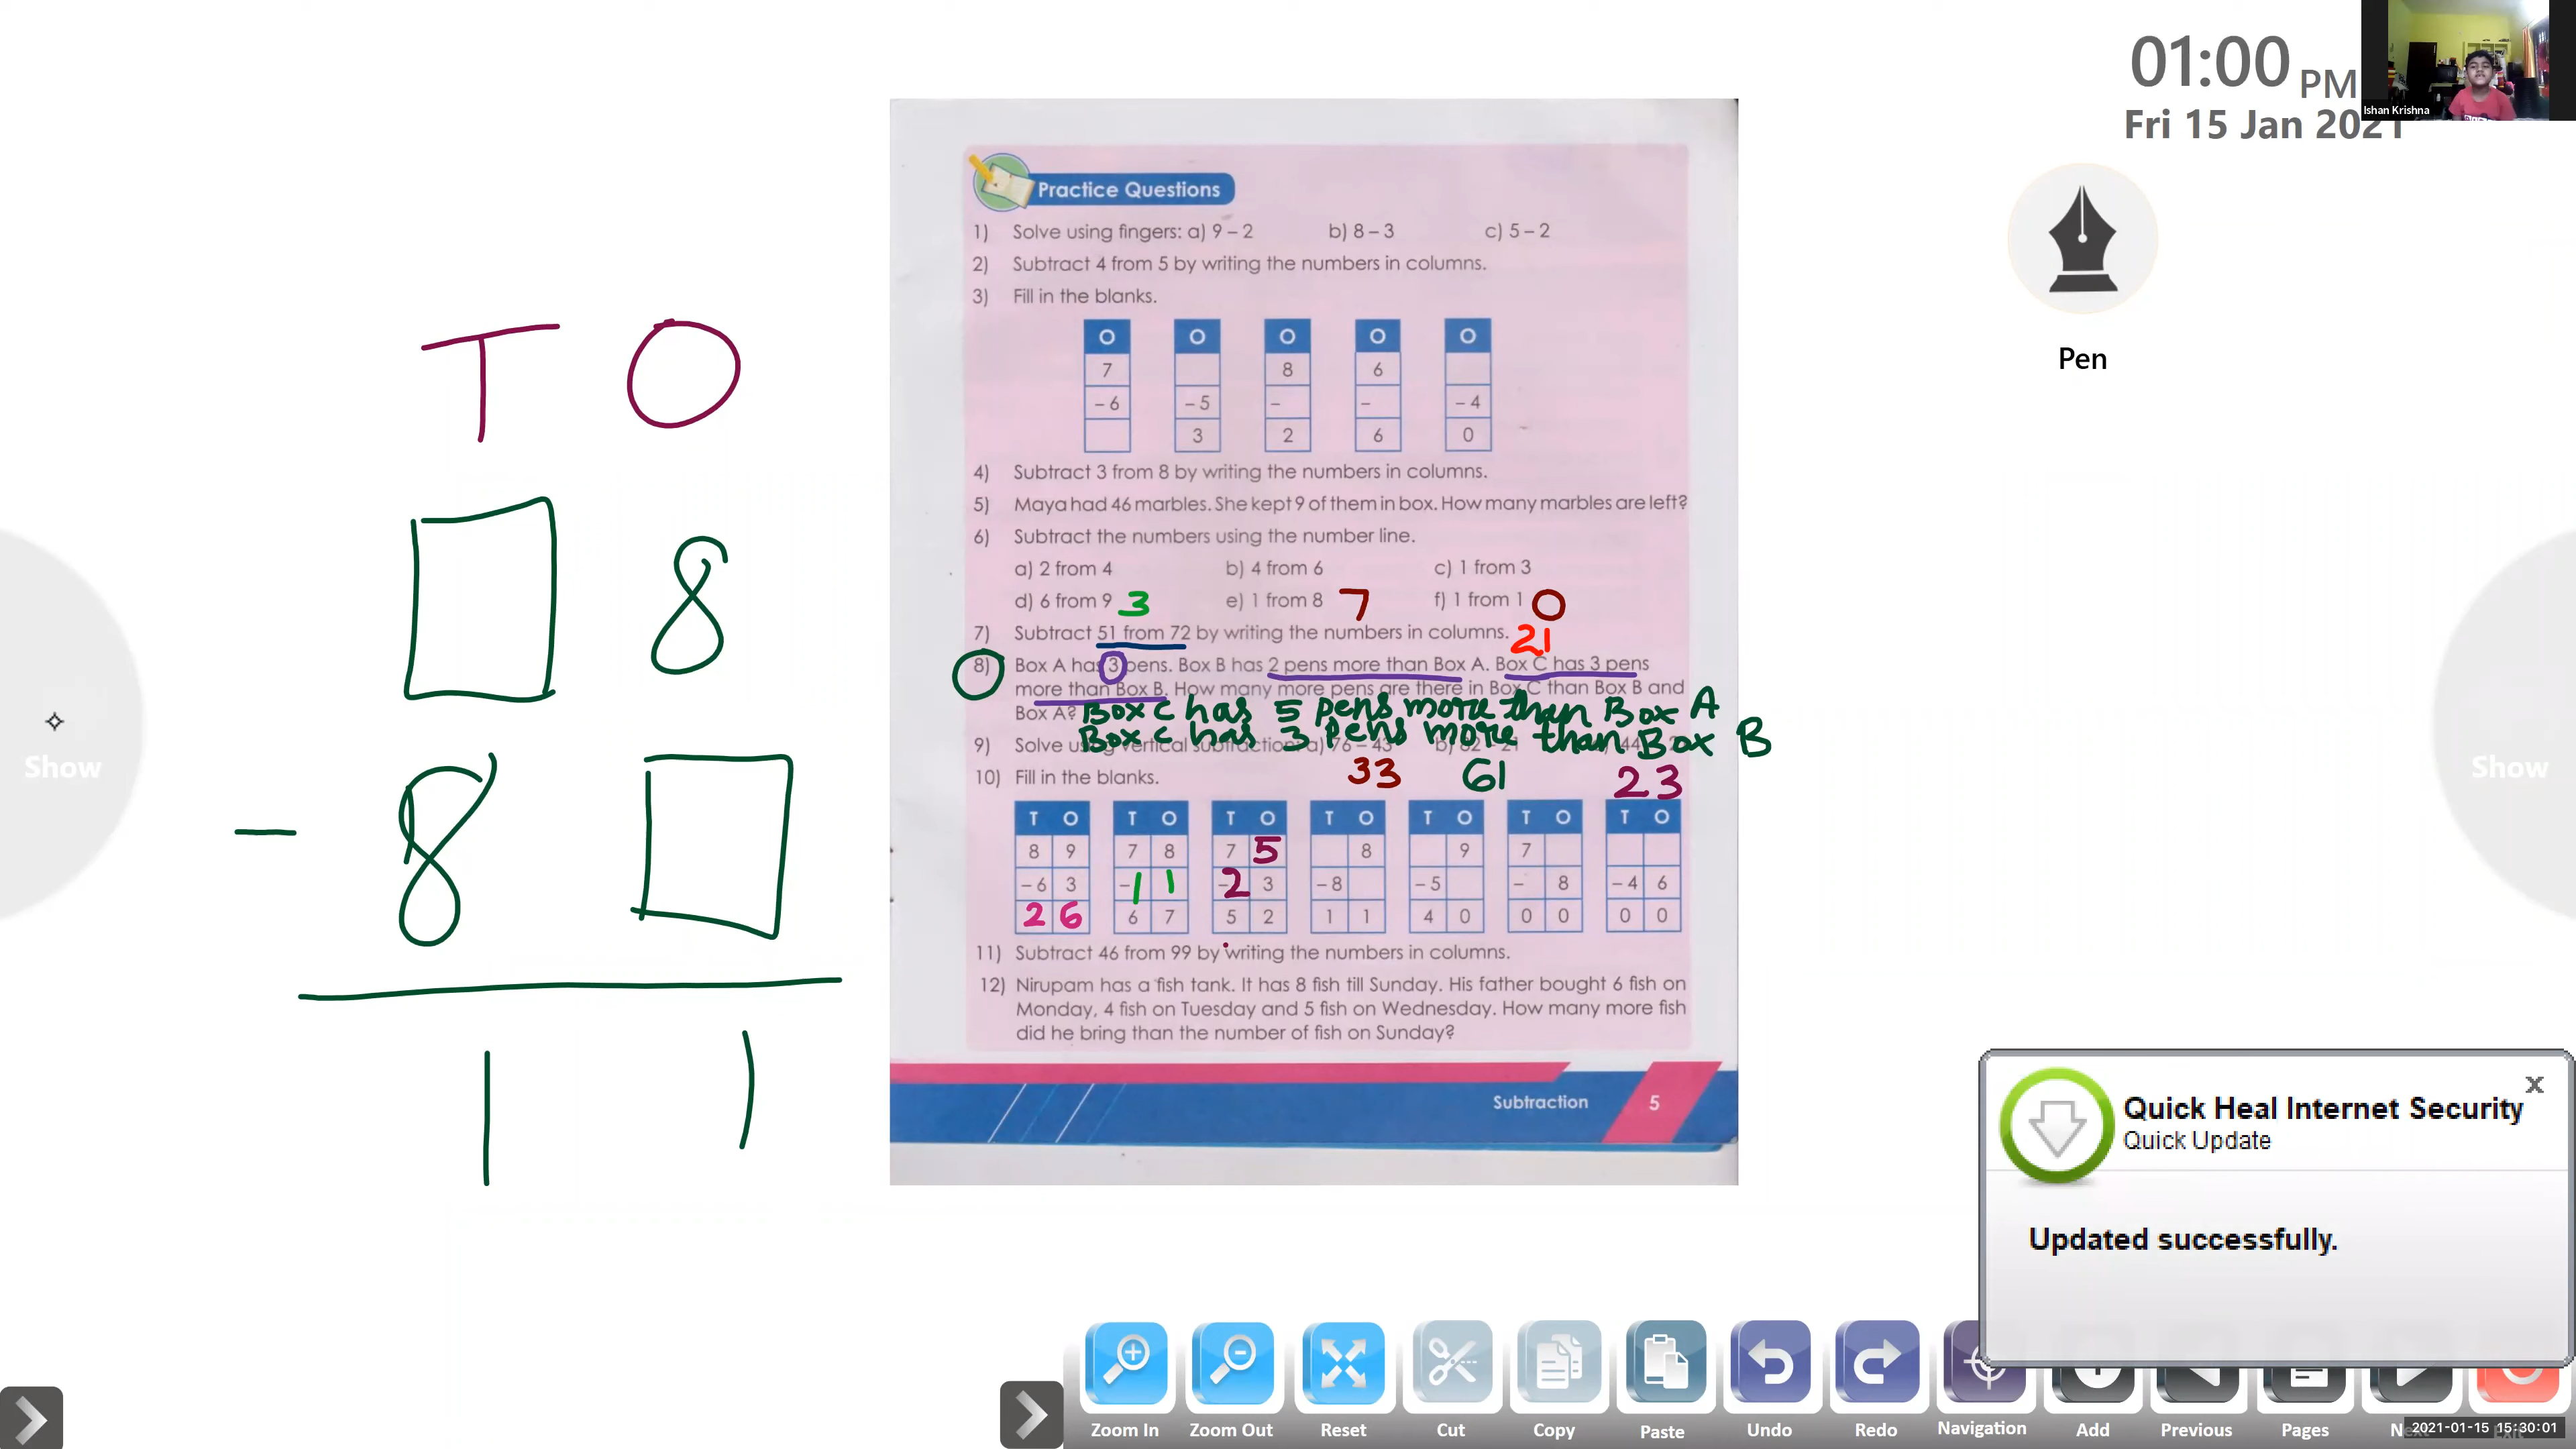 01:00 PM
Fri 15 Jan 2021
Ishan Krishna
Pen
T O
8
- 8
1 1
Show
Show
Practice Questions
1) Solve using fingers: a) 9 – 2 b) 8 – 3 c) 5 – 2
2) Subtract 4 from 5 by writing the numbers in columns.
3) Fill in the blanks.
O O O O O
7 8 6
– 6 – 5 – – – 4
3 2 6 0
4) Subtract 3 from 8 by writing the numbers in columns.
5) Maya had 46 marbles. She kept 9 of them in box. How many marbles are left?
6) Subtract the numbers using the number line.
a) 2 from 4 b) 4 from 6 c) 1 from 3
d) 6 from 9 3 e) 1 from 8 7 f) 1 from 1 0
7) Subtract 51 from 72 by writing the numbers in columns. 21
8) Box A has 3 pens. Box B has 2 pens more than Box A. Box C has 3 pens
more than Box B. How many more pens are there in Box C than Box B and
Box A? Box C has 5 pens more than Box A
Box C has 3 pens more than Box B
9) Solve using vertical subtraction: a) 76 – 43 b)
33 61 23
10) Fill in the blanks.
T O T O T O T O T O T O T O
8 9 7 8 7 5 8 9 7
– 6 3 – 1 1 – 2 3 – 8 – 5 – 8 – 4 6
2 6 6 7 5 2 1 1 4 0 0 0 0 0
11) Subtract 46 from 99 by writing the numbers in columns.
12) Nirupam has a fish tank. It has 8 fish till Sunday. His father bought 6 fish on
Monday, 4 fish on Tuesday and 5 fish on Wednesday. How many more fish
did he bring than the number of fish on Sunday?
Subtraction 5
Quick Heal Internet Security
x
Quick Update
Updated successfully.
Zoom In Zoom Out Reset Cut Copy Paste Undo Redo Navigation Add Previous Pages
2021-01-15 15:30:01